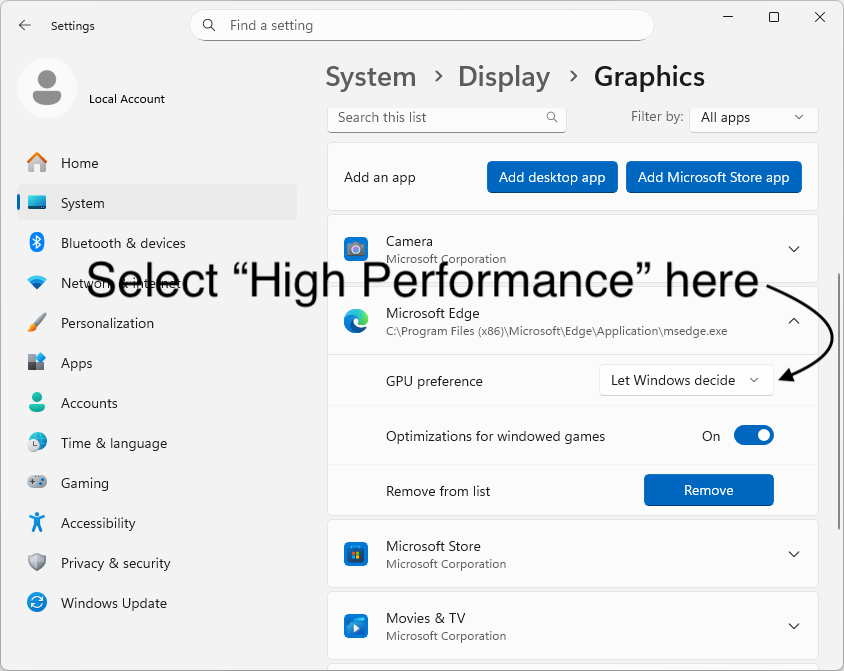 Settings
Find a setting
Local Account
System > Display > Graphics
Search this list
Filter by: All apps
Home
System
Bluetooth & devices
Network & internet
Personalization
Apps
Accounts
Time & language
Gaming
Accessibility
Privacy & security
Windows Update
Add an app Add desktop app Add Microsoft Store app
Camera
Microsoft Corporation
Select “High Performance” here
Microsoft Edge
C:\Program Files (x86)\Microsoft\Edge\Application\msedge.exe
GPU preference Let Windows decide
Optimizations for windowed games On
Remove from list Remove
Microsoft Store
Microsoft Corporation
Movies & TV
Microsoft Corporation